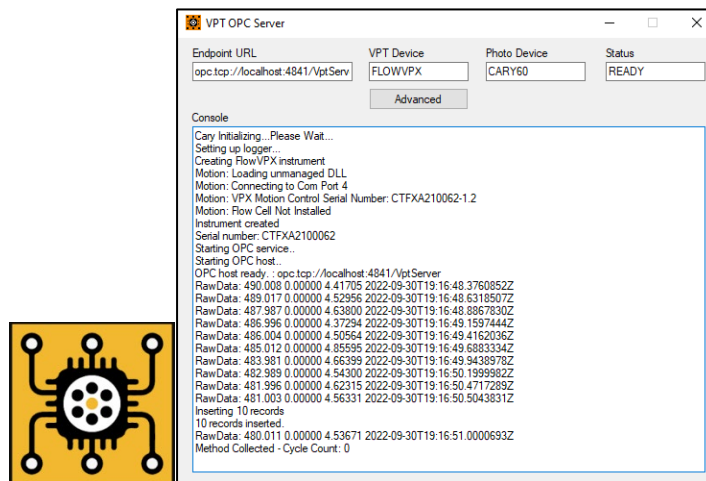 VPT OPC Server
Endpoint URL VPT Device Photo Device Status
opc.tcp://localhost:4841/VptServ FLOWVPX CARY60 READY
Advanced
Console
Cary Initializing...Please Wait...
Setting up logger...
Creating FlowVPX instrument
Motion: Loading unmanaged DLL
Motion: Connecting to Com Port 4
Motion: VPX Motion Control Serial Number: CTFXA210062-1.2
Motion: Flow Cell Not Installed
Instrument created
Serial number: CTFXA2100062
Starting OPC service..
Starting OPC host..
OPC host ready. : opc.tcp://localhost:4841/VptServer
RawData: 490.008 0.00000 4.41705 2022-09-30T19:16:48.3760852Z
RawData: 489.017 0.00000 4.52956 2022-09-30T19:16:48.6318507Z
RawData: 487.987 0.00000 4.63800 2022-09-30T19:16:48.8867830Z
RawData: 486.996 0.00000 4.37294 2022-09-30T19:16:49.1597444Z
RawData: 486.004 0.00000 4.50564 2022-09-30T19:16:49.4162036Z
RawData: 485.012 0.00000 4.85595 2022-09-30T19:16:49.6883334Z
RawData: 483.981 0.00000 4.66399 2022-09-30T19:16:49.9438978Z
RawData: 482.989 0.00000 4.54300 2022-09-30T19:16:50.1999982Z
RawData: 481.996 0.00000 4.62315 2022-09-30T19:16:50.4717289Z
RawData: 481.003 0.00000 4.56331 2022-09-30T19:16:50.5043831Z
Inserting 10 records
10 records inserted.
RawData: 480.011 0.00000 4.53671 2022-09-30T19:16:51.0000693Z
Method Collected - Cycle Count: 0